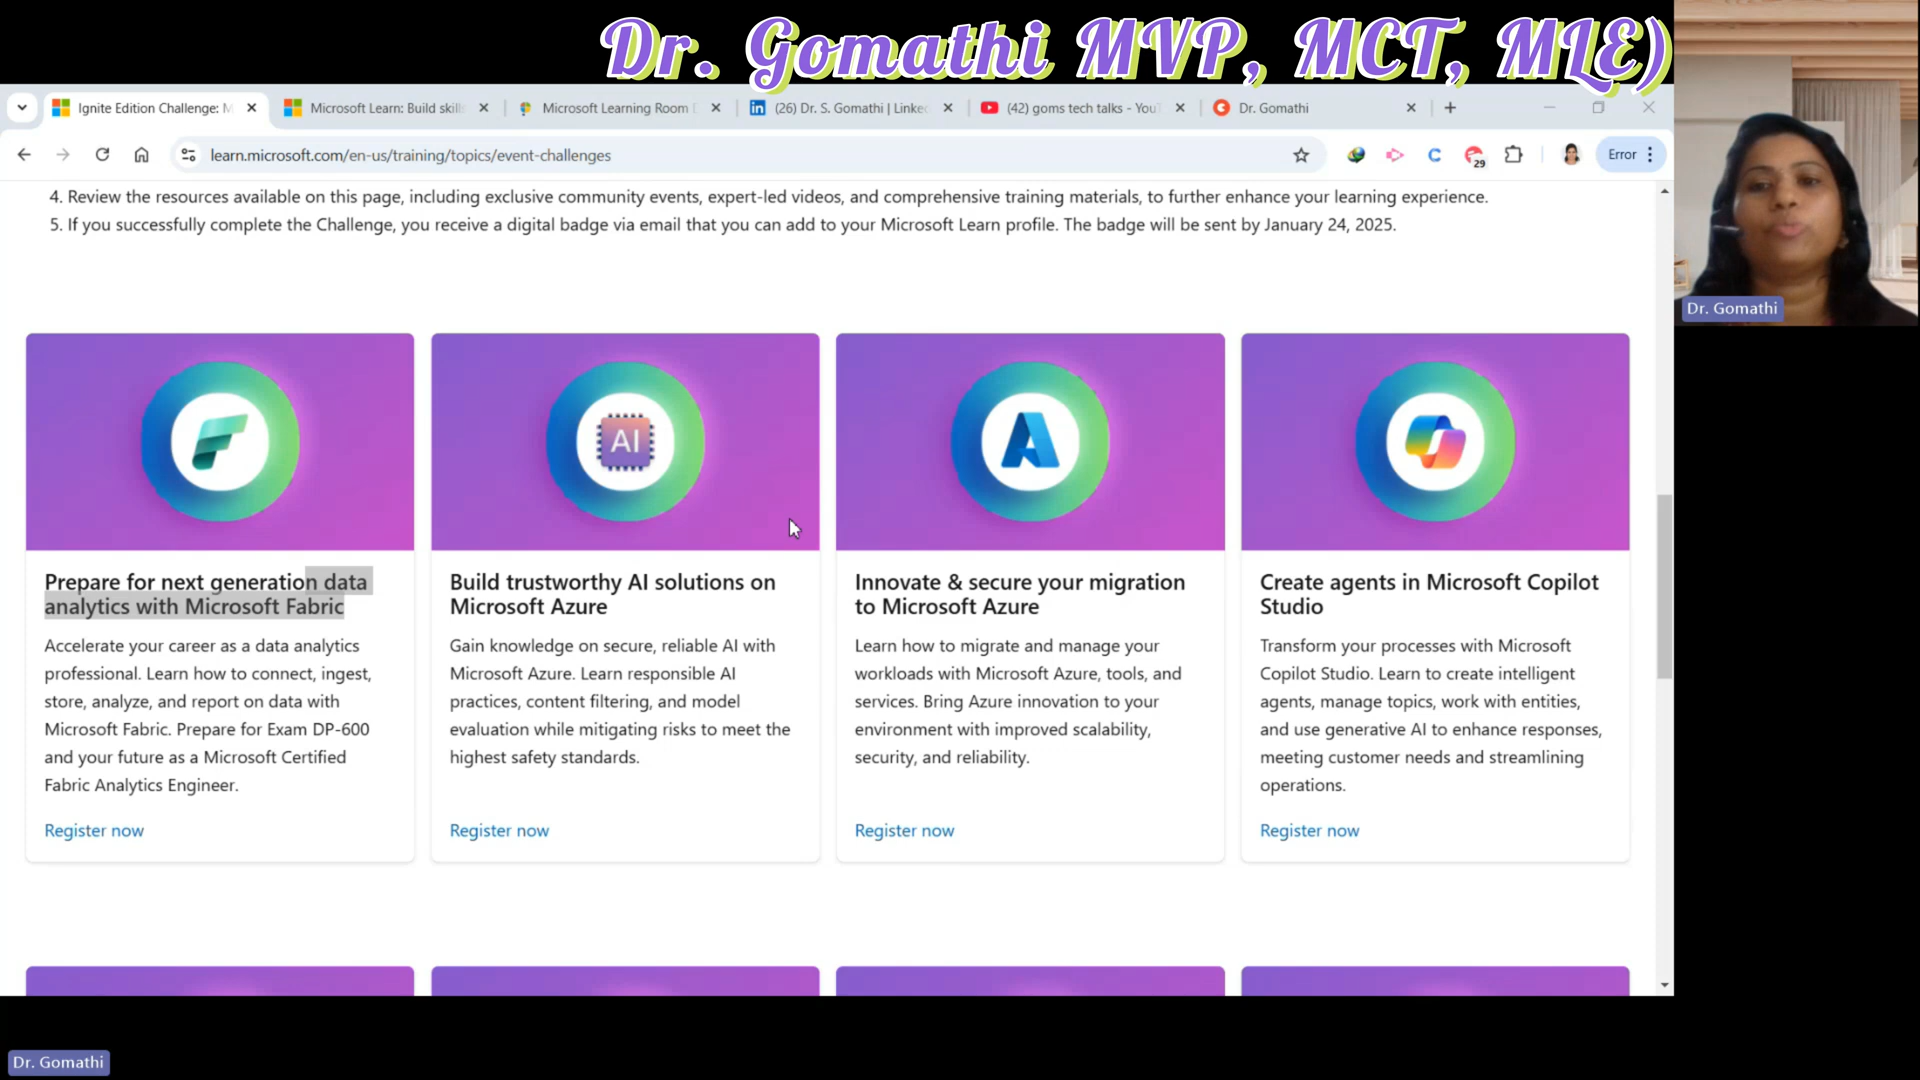 Dr. Gomathi MVP, MCT, MLE)
Ignite Edition Challenge: M
Microsoft Learn: Build skill
Microsoft Learning Room
(26) Dr. S. Gomathi | Linke
(42) goms tech talks - YouT
Dr. Gomathi
learn.microsoft.com/en-us/training/topics/event-challenges
29
Error
4. Review the resources available on this page, including exclusive community events, expert-led videos, and comprehensive training materials, to further enhance your learning experience.
5. If you successfully complete the Challenge, you receive a digital badge via email that you can add to your Microsoft Learn profile. The badge will be sent by January 24, 2025.
Dr. Gomathi
AI
Prepare for next generation data
analytics with Microsoft Fabric
Accelerate your career as a data analytics
professional. Learn how to connect, ingest,
store, analyze, and report on data with
Microsoft Fabric. Prepare for Exam DP-600
and your future as a Microsoft Certified
Fabric Analytics Engineer.
Register now
Build trustworthy AI solutions on
Microsoft Azure
Gain knowledge on secure, reliable AI with
Microsoft Azure. Learn responsible AI
practices, content filtering, and model
evaluation while mitigating risks to meet the
highest safety standards.
Register now
Innovate & secure your migration
to Microsoft Azure
Learn how to migrate and manage your
workloads with Microsoft Azure, tools, and
services. Bring Azure innovation to your
environment with improved scalability,
security, and reliability.
Register now
Create agents in Microsoft Copilot
Studio
Transform your processes with Microsoft
Copilot Studio. Learn to create intelligent
agents, manage topics, work with entities,
and use generative AI to enhance responses,
meeting customer needs and streamlining
operations.
Register now
Dr. Gomathi